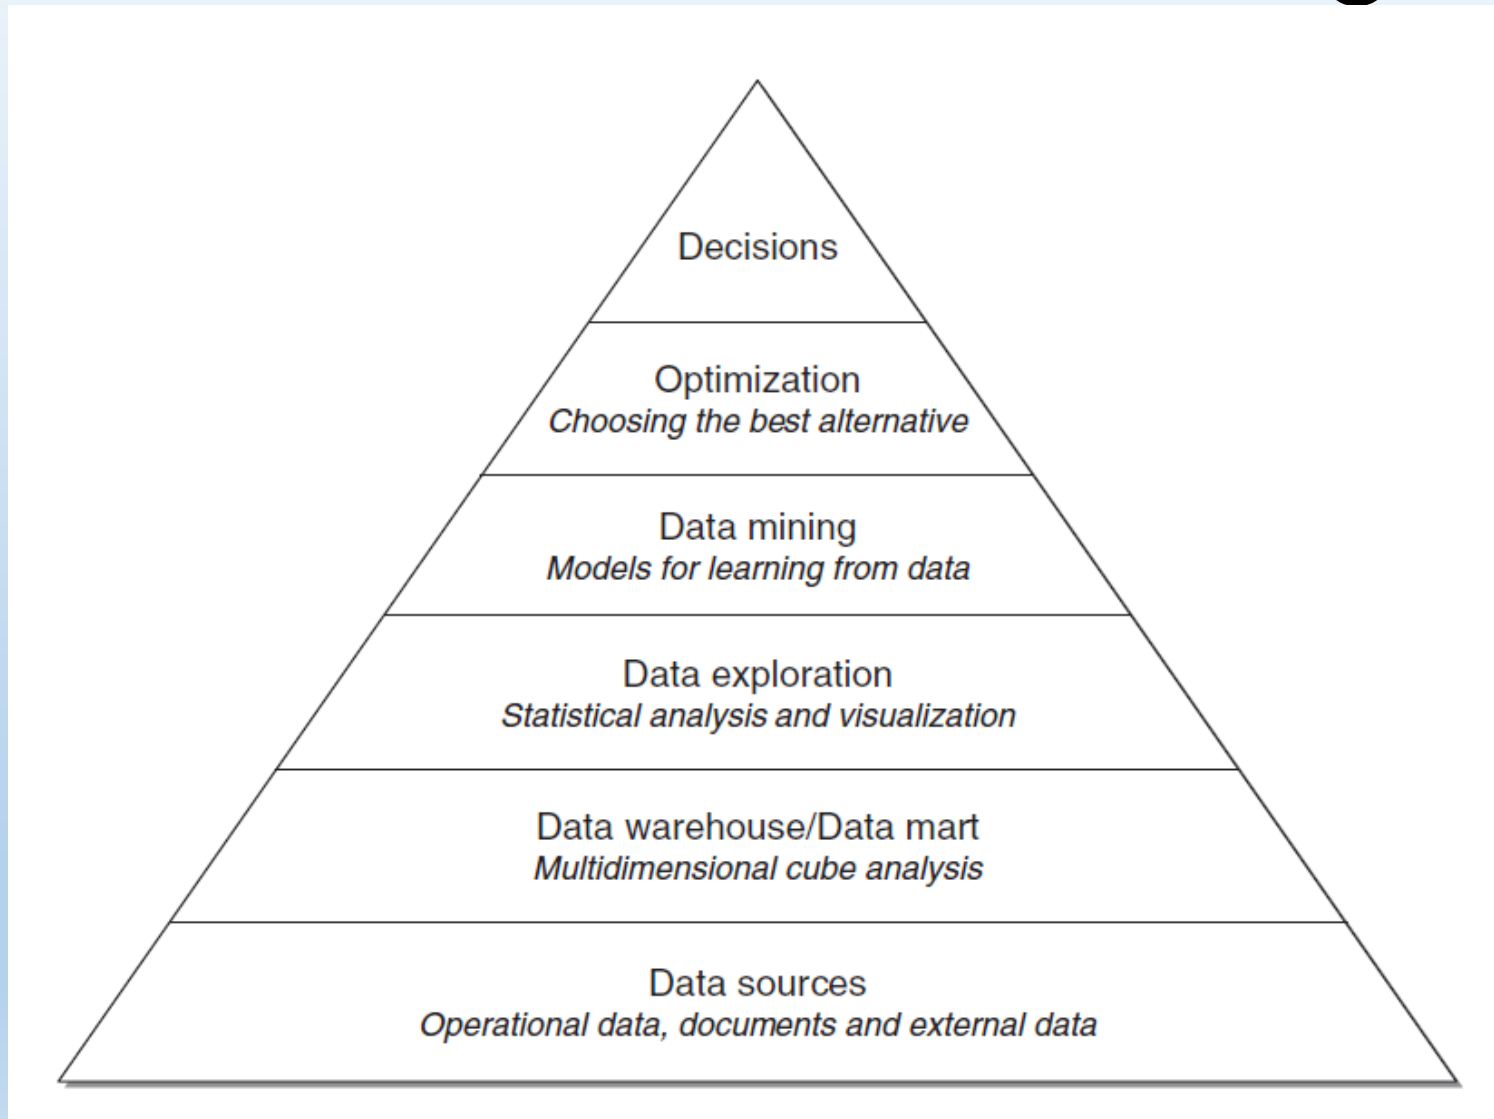 Decisions
Optimization
Choosing the best alternative
Data mining
Models for learning from data
Data exploration
Statistical analysis and visualization
Data warehouse/Data mart
Multidimensional cube analysis
Data sources
Operational data, documents and external data